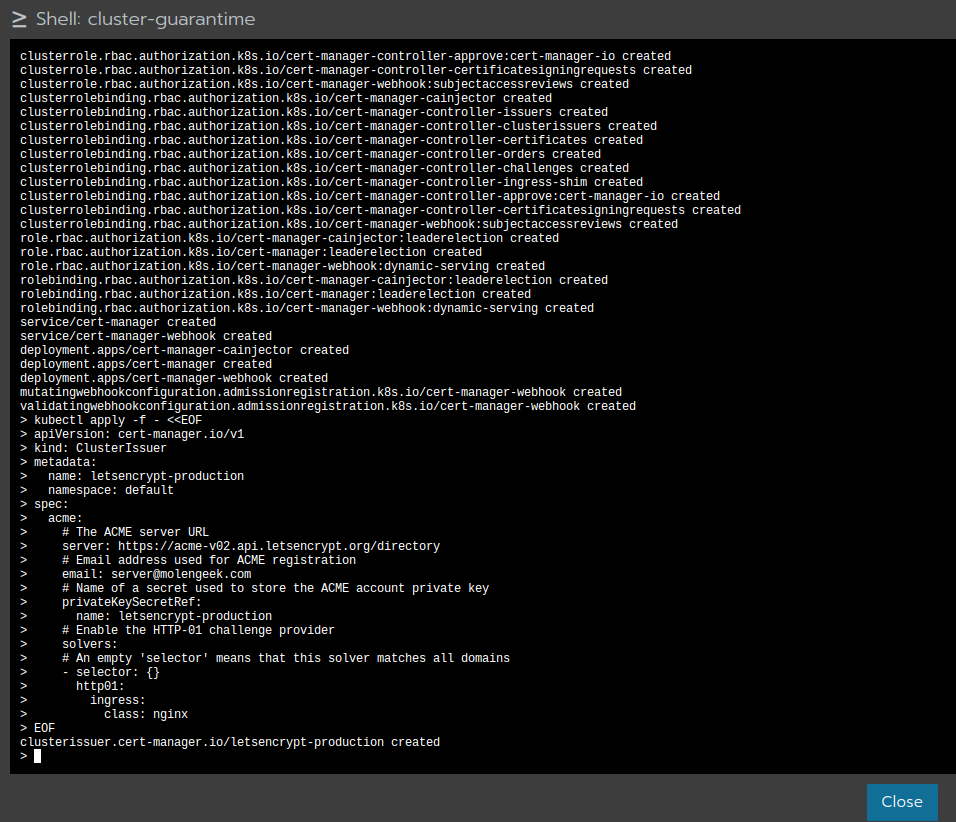 ≥ Shell: cluster-guarantime
clusterrole.rbac.authorization.k8s.io/cert-manager-controller-approve:cert-manager-io created
clusterrole.rbac.authorization.k8s.io/cert-manager-controller-certificatesigningrequests created
clusterrole.rbac.authorization.k8s.io/cert-manager-webhook:subjectaccessreviews created
clusterrolebinding.rbac.authorization.k8s.io/cert-manager-cainjector created
clusterrolebinding.rbac.authorization.k8s.io/cert-manager-controller-issuers created
clusterrolebinding.rbac.authorization.k8s.io/cert-manager-controller-clusterissuers created
clusterrolebinding.rbac.authorization.k8s.io/cert-manager-controller-certificates created
clusterrolebinding.rbac.authorization.k8s.io/cert-manager-controller-orders created
clusterrolebinding.rbac.authorization.k8s.io/cert-manager-controller-challenges created
clusterrolebinding.rbac.authorization.k8s.io/cert-manager-controller-ingress-shim created
clusterrolebinding.rbac.authorization.k8s.io/cert-manager-controller-approve:cert-manager-io created
clusterrolebinding.rbac.authorization.k8s.io/cert-manager-controller-certificatesigningrequests created
clusterrolebinding.rbac.authorization.k8s.io/cert-manager-webhook:subjectaccessreviews created
role.rbac.authorization.k8s.io/cert-manager-cainjector:leaderelection created
role.rbac.authorization.k8s.io/cert-manager:leaderelection created
role.rbac.authorization.k8s.io/cert-manager-webhook:dynamic-serving created
rolebinding.rbac.authorization.k8s.io/cert-manager-cainjector:leaderelection created
rolebinding.rbac.authorization.k8s.io/cert-manager:leaderelection created
rolebinding.rbac.authorization.k8s.io/cert-manager-webhook:dynamic-serving created
service/cert-manager created
service/cert-manager-webhook created
deployment.apps/cert-manager-cainjector created
deployment.apps/cert-manager created
deployment.apps/cert-manager-webhook created
mutatingwebhookconfiguration.admissionregistration.k8s.io/cert-manager-webhook created
validatingwebhookconfiguration.admissionregistration.k8s.io/cert-manager-webhook created
> kubectl apply -f - <<EOF
> apiVersion: cert-manager.io/v1
> kind: ClusterIssuer
> metadata:
>   name: letsencrypt-production
>   namespace: default
> spec:
>   acme:
>     # The ACME server URL
>     server: https://acme-v02.api.letsencrypt.org/directory
>     # Email address used for ACME registration
>     email: server@molengeek.com
>     # Name of a secret used to store the ACME account private key
>     privateKeySecretRef:
>       name: letsencrypt-production
>     # Enable the HTTP-01 challenge provider
>     solvers:
>     # An empty 'selector' means that this solver matches all domains
>     - selector: {}
>       http01:
>         ingress:
>           class: nginx
> EOF
clusterissuer.cert-manager.io/letsencrypt-production created
>
Close